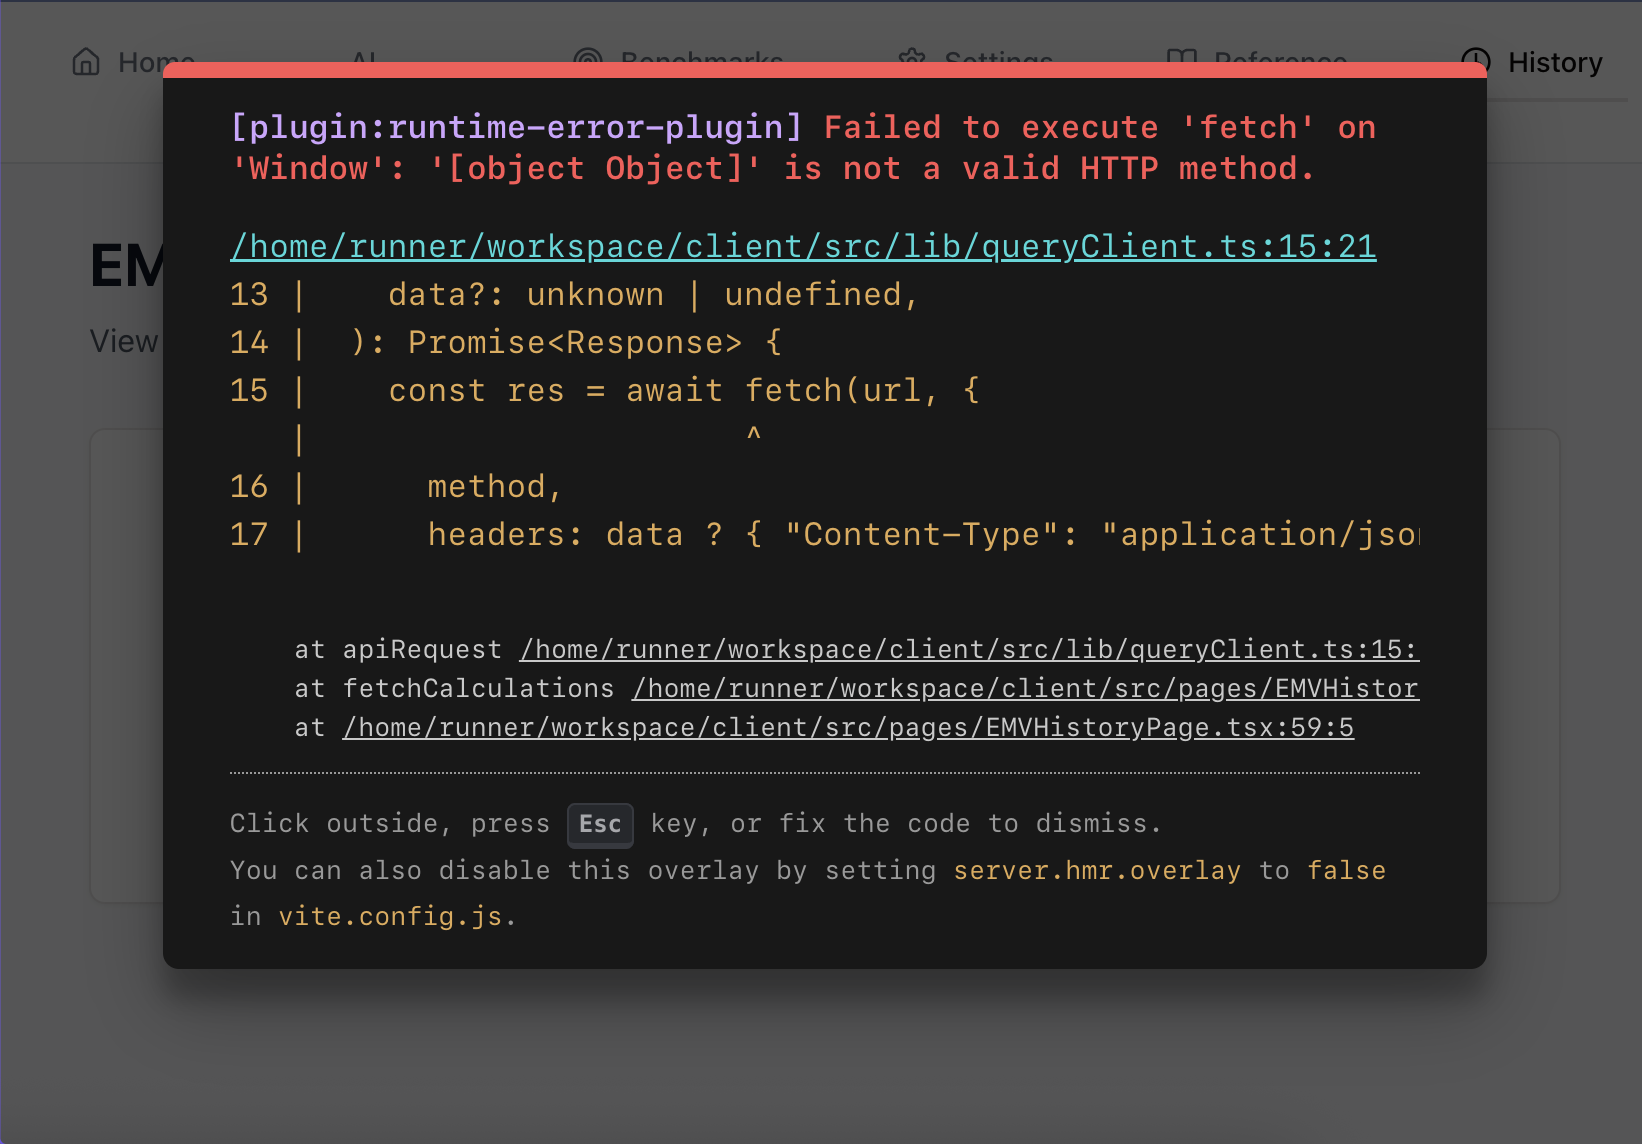 Home AI Benchmarks Settings Reference History
[plugin:runtime-error-plugin] Failed to execute 'fetch' on
'Window': '[object Object]' is not a valid HTTP method.
/home/runner/workspace/client/src/lib/queryClient.ts:15:21
13 |    data?: unknown | undefined,
14 |  ): Promise<Response> {
15 |    const res = await fetch(url, {
   |                      ^
16 |      method,
17 |      headers: data ? { "Content-Type": "application/json
EM
View
at apiRequest /home/runner/workspace/client/src/lib/queryClient.ts:15:
at fetchCalculations /home/runner/workspace/client/src/pages/EMVHistor
at /home/runner/workspace/client/src/pages/EMVHistoryPage.tsx:59:5
Click outside, press Esc key, or fix the code to dismiss.
You can also disable this overlay by setting server.hmr.overlay to false
in vite.config.js.